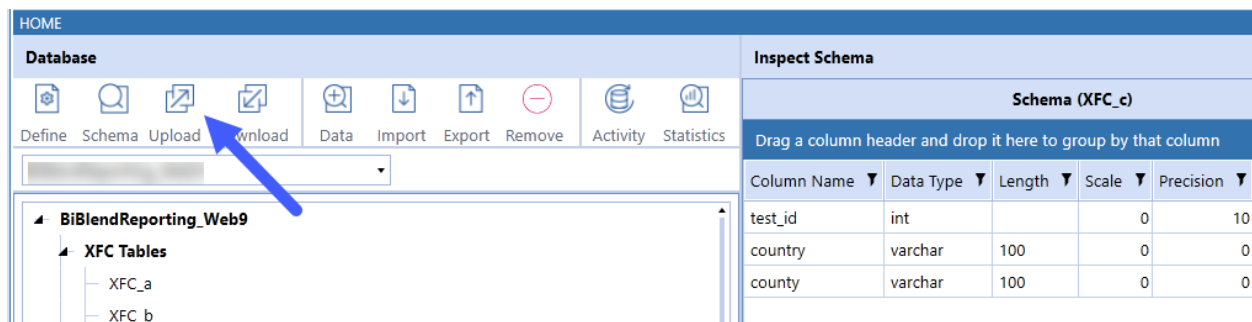 HOME
Database
Define Schema Upload Data Import Export Remove Activity Statistics
BiBlendReporting_Web9
XFC Tables
XFC_a
XFC_b
Inspect Schema
Schema (XFC_c)
Drag a column header and drop it here to group by that column
Column Name Data Type Length Scale Precision
test_id int 0 10
country varchar 100 0 0
county varchar 100 0 0